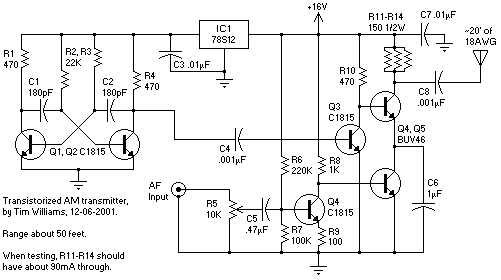 +16V
IC1
78S12
R11-R14
150 1/2W
C7 .01µF
~20' of
18AWG
R1
470
R2, R3
22K
C1
180pF
C2
180pF
R4
470
C3 .01µF
R10
470
C8
.001µF
Q3
C1815
Q4, Q5
BUV46
Q1, Q2 C1815
C4
.001µF
R6
220K
R8
1K
AF
Input
R5
10K
C5
.47µF
Q4
C1815
C6
1µF
R7
100K
R9
100
Transistorized AM transmitter,
by Tim Williams, 12-06-2001.
Range about 50 feet.
When testing, R11-R14 should
have about 90mA through.